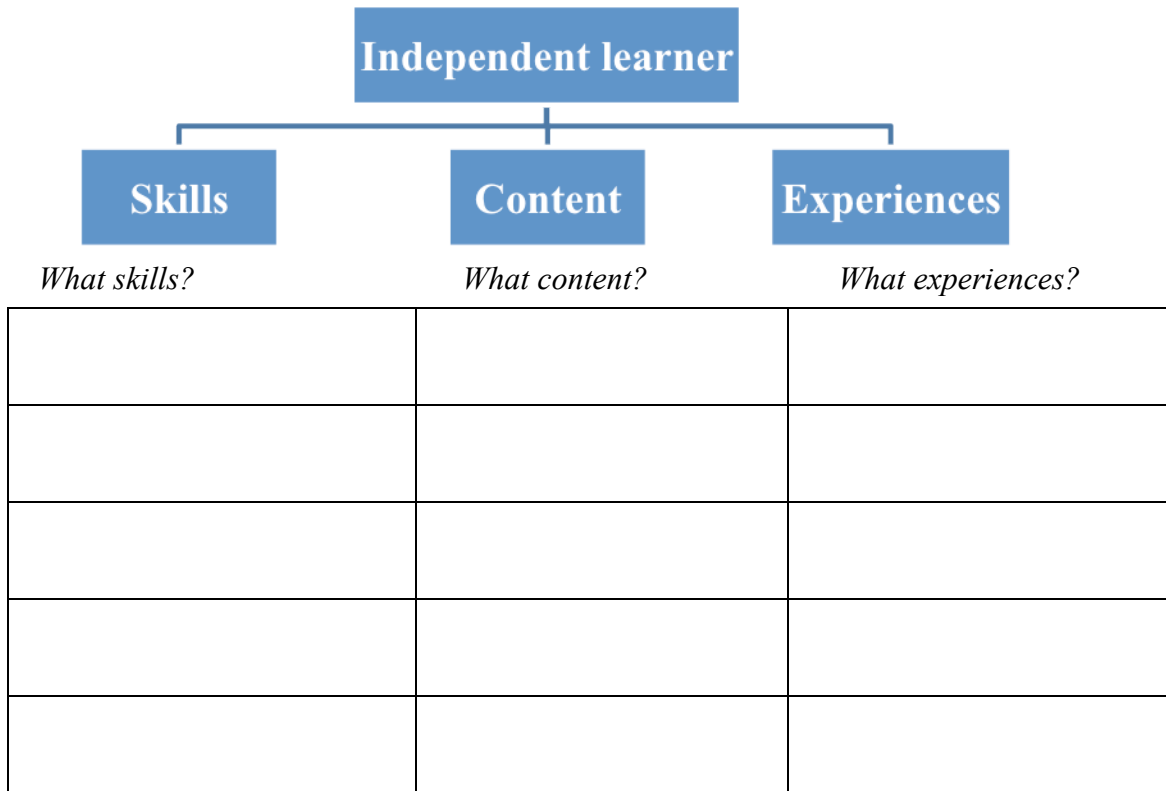 Independent learner
Skills Content Experiences
What skills? What content? What experiences?